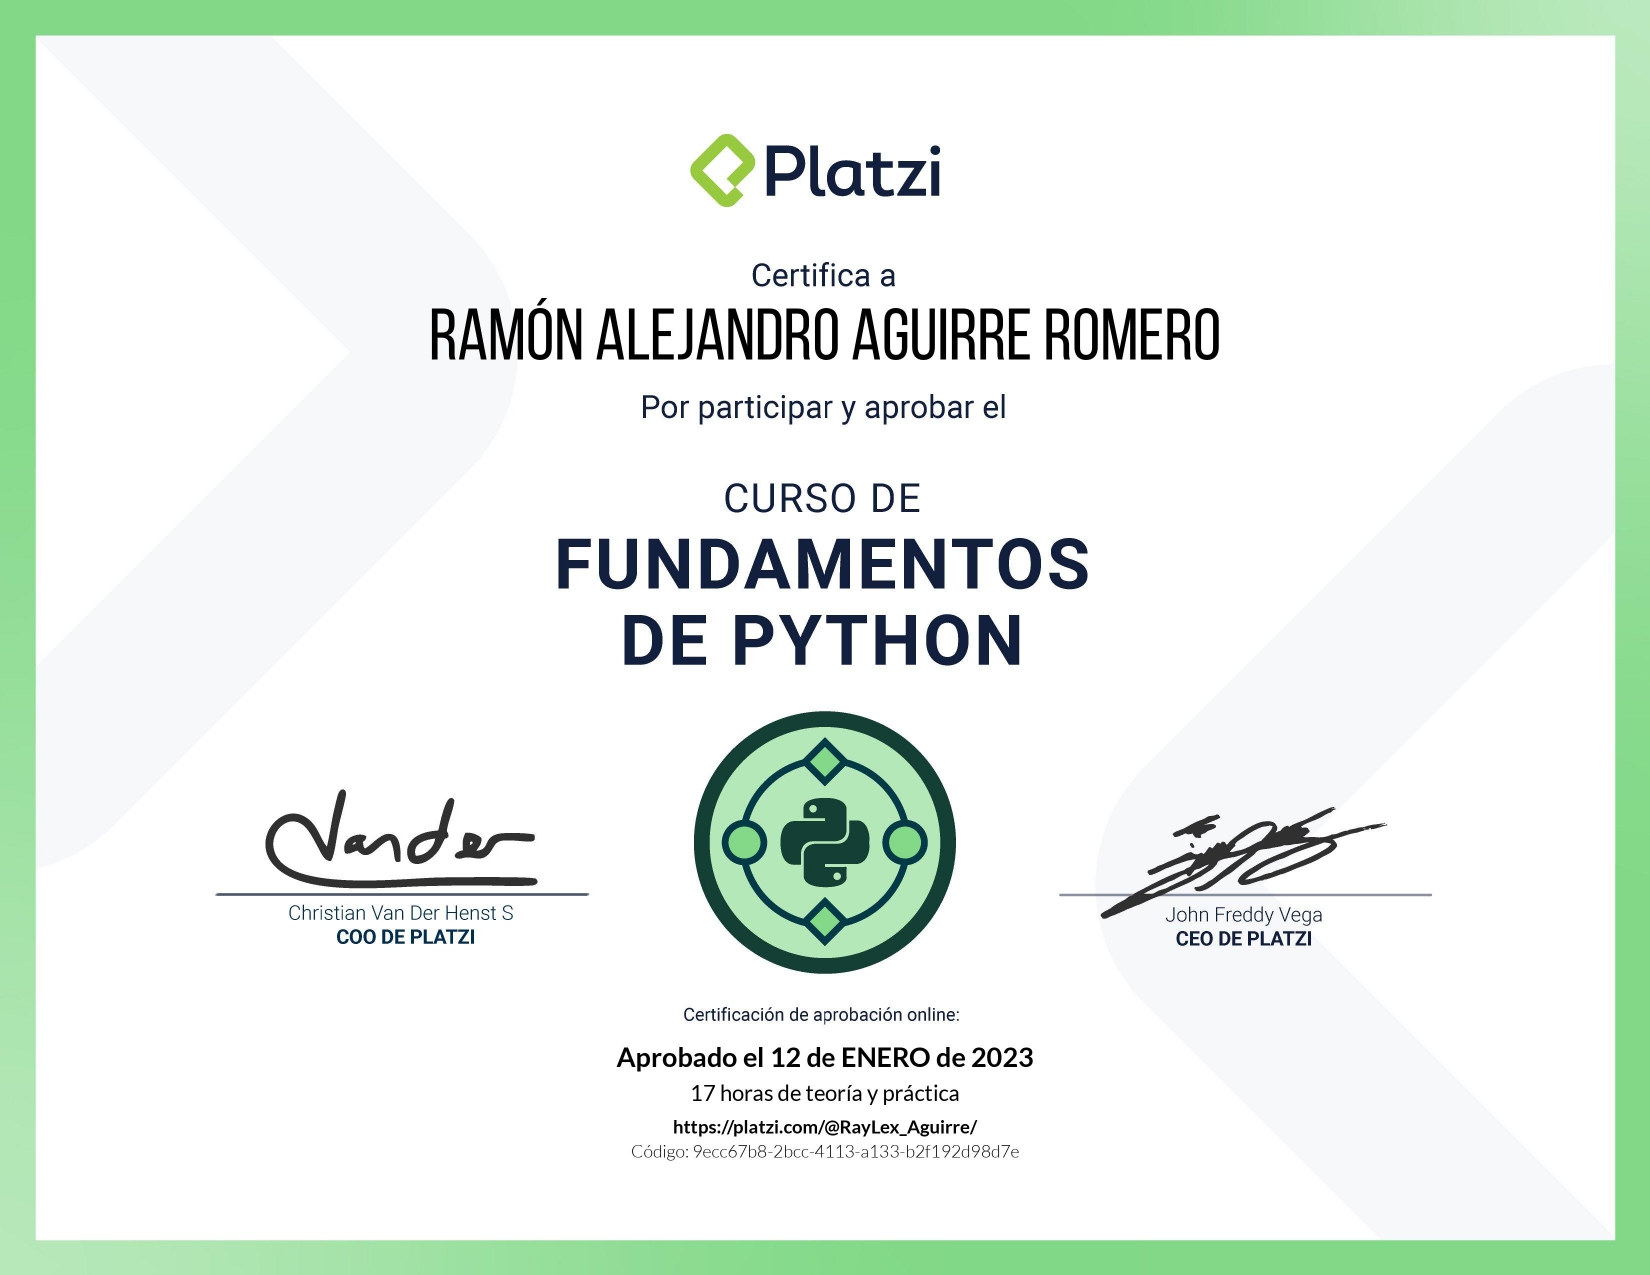 Platzi
Certifica a
RAMÓN ALEJANDRO AGUIRRE ROMERO
Por participar y aprobar el
CURSO DE
FUNDAMENTOS
DE PYTHON
Vander
Christian Van Der Henst S
COO DE PLATZI
John Freddy Vega
CEO DE PLATZI
Certificación de aprobación online:
Aprobado el 12 de ENERO de 2023
17 horas de teoría y práctica
https://platzi.com/@RayLex_Aguirre/
Código: 9ecc67b8-2bcc-4113-a133-b2f192d98d7e